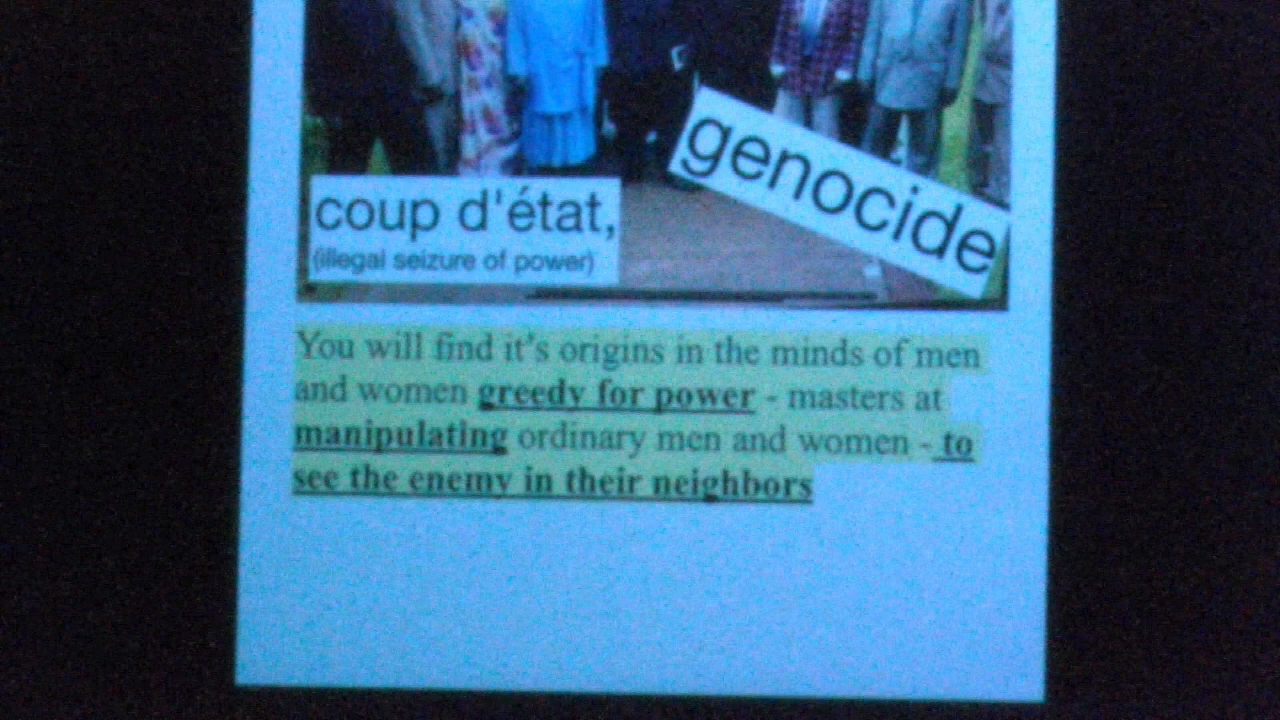 genocide
coup d'état,
(illegal seizure of power)
You will find it's origins in the minds of men
and women greedy for power - masters at
manipulating ordinary men and women - to
see the enemy in their neighbors